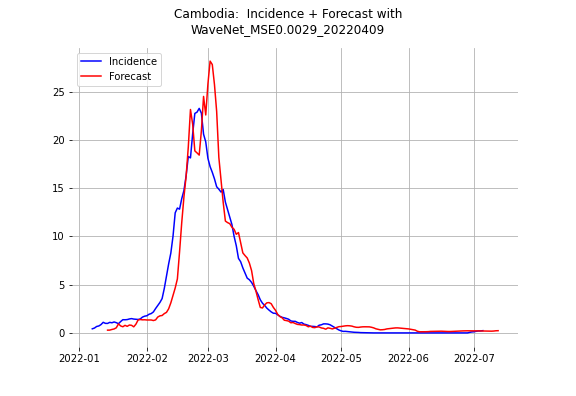 Cambodia:  Incidence + Forecast with
WaveNet_MSE0.0029_20220409
Incidence
Forecast
25
20
15
10
5
0
2022-01 2022-02 2022-03 2022-04 2022-05 2022-06 2022-07